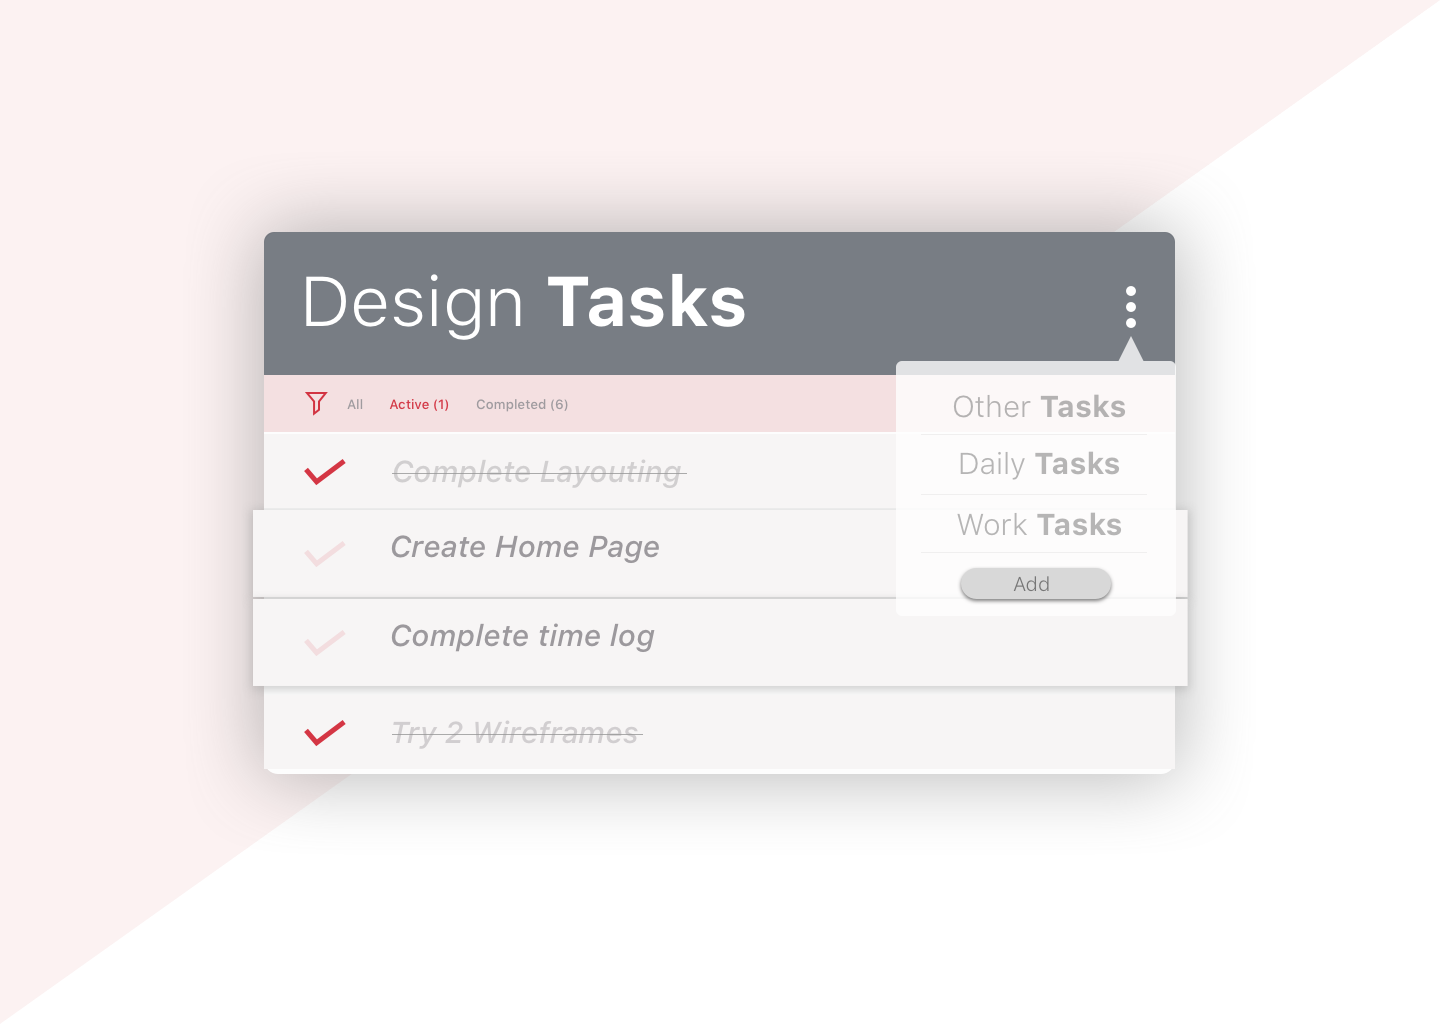 Design Tasks
All Active (1) Completed (6)
Other Tasks
Complete Layouting
Daily Tasks
Work Tasks
Create Home Page
Add
Complete time log
Try 2 Wireframes